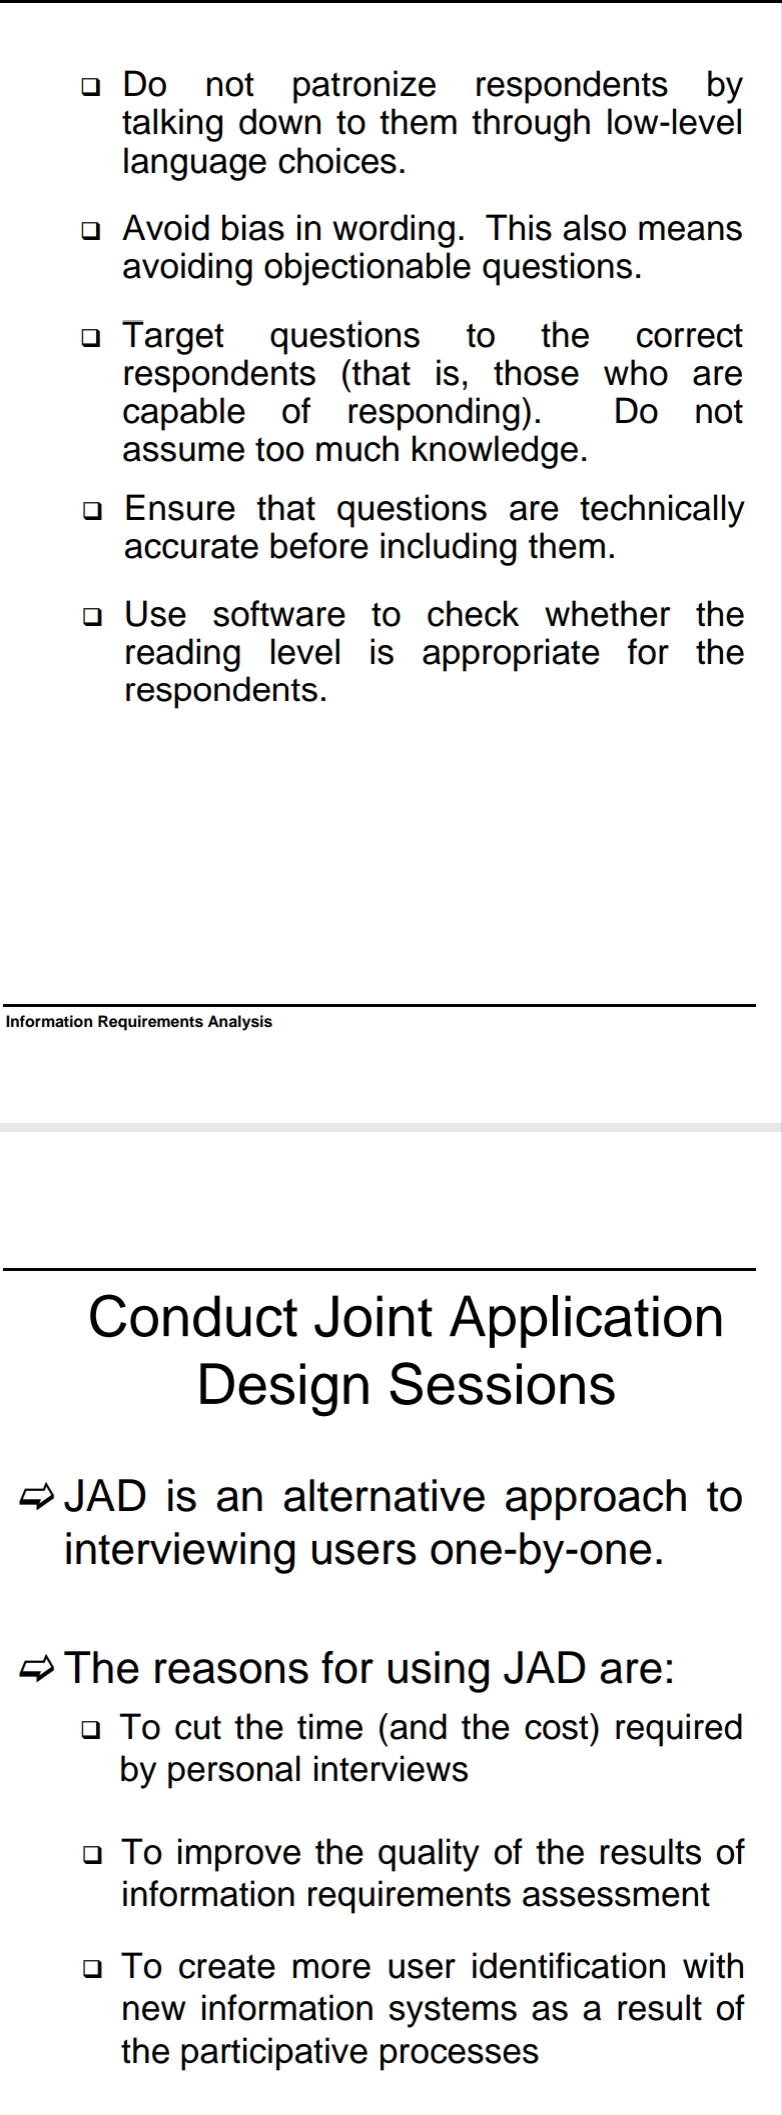 ❑ Do not patronize respondents by
talking down to them through low-level
language choices.
❑ Avoid bias in wording. This also means
avoiding objectionable questions.
❑ Target questions to the correct
respondents (that is, those who are
capable of responding). Do not
assume too much knowledge.
❑ Ensure that questions are technically
accurate before including them.
❑ Use software to check whether the
reading level is appropriate for the
respondents.
Information Requirements Analysis
Conduct Joint Application
Design Sessions
➩ JAD is an alternative approach to
interviewing users one-by-one.
➩ The reasons for using JAD are:
❑ To cut the time (and the cost) required
by personal interviews
❑ To improve the quality of the results of
information requirements assessment
❑ To create more user identification with
new information systems as a result of
the participative processes